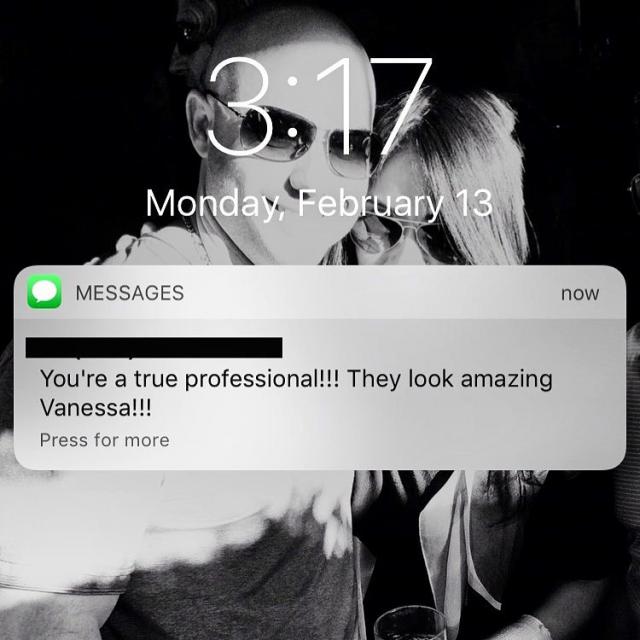 3:17
Monday, February 13
MESSAGES
now
You're a true professional!!! They look amazing
Vanessa!!!
Press for more